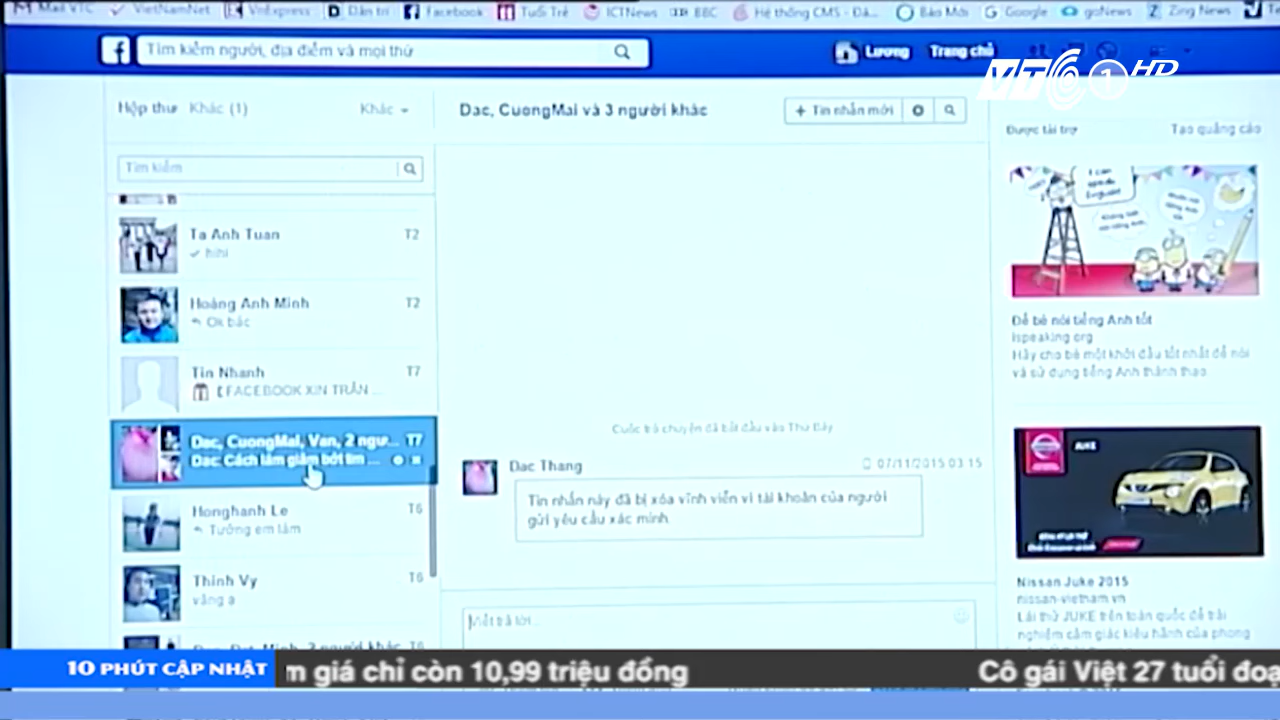 Mail VTC VietNamNet VnExpress Dân trí Facebook Tuổi Trẻ ICTNews BBC Hệ thống CMS - Đà... Báo Mới Google goNews Zing News
Tìm kiếm người, địa điểm và mọi thứ
Lương Trang chủ
VTC 1 HD
Hộp thư Khác (1) Khác
Dac, CuongMai và 3 người khác
+ Tin nhắn mới
Được tài trợ Tạo quảng cáo
Tìm kiếm
Ta Anh Tuan T2
hihi
Hoàng Anh Minh T2
Ok bác
Tin Nhanh T7
[FACEBOOK XIN TRÂN ...
Dac, CuongMai, Van, 2 ngư... T7
Dac: Cách làm giảm bớt tim ...
Honghanh Le T6
Tưởng em làm
Thinh Vy T6
vâng a
Cuộc trò chuyện đã bắt đầu vào Thứ Bảy
Dac Thang 07/11/2015 03:15
Tin nhắn này đã bị xóa vĩnh viễn vì tài khoản của người
gửi yêu cầu xác minh
Viết trả lời...
Để bé nói tiếng Anh tốt
ispeaking.org
Hãy cho bé một khởi đầu tốt nhất để nói
và sử dụng tiếng Anh thành thạo
JUKE
Nissan Juke 2015
nissan-vietnam.vn
Lái thử JUKE trên toàn quốc để trải
nghiệm cảm giác kiêu hãnh của phong
10 PHÚT CẬP NHẬT
m giá chỉ còn 10,99 triệu đồng
Cô gái Việt 27 tuổi đoạ